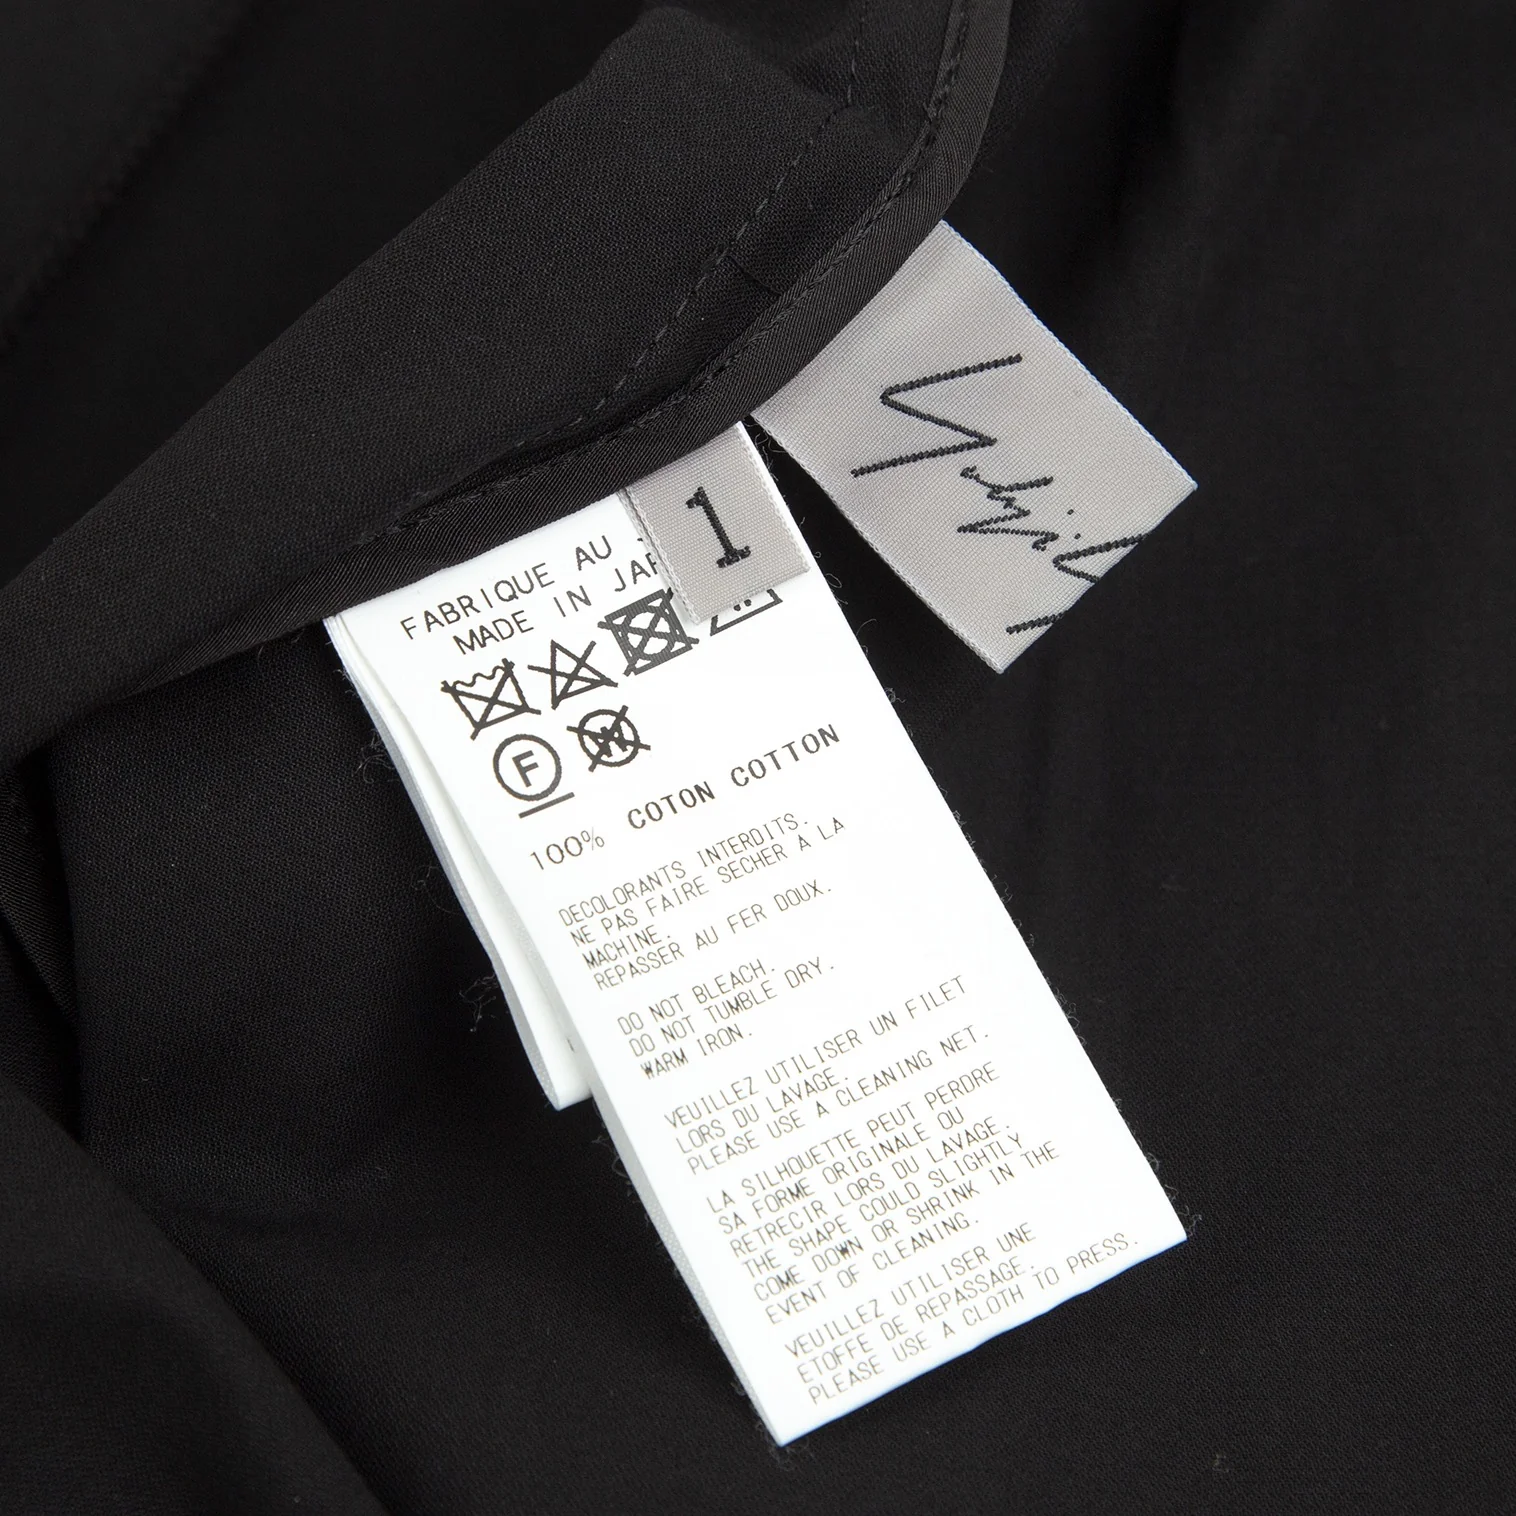 1
FABRIQUE AU
MADE IN JAP
F
W
100% COTON COTTON
DECOLORANTS INTERDITS.
NE PAS FAIRE SECHER A LA
MACHINE.
REPASSER AU FER DOUX.
DO NOT BLEACH.
DO NOT TUMBLE DRY.
WARM IRON.
VEUILLEZ UTILISER UN FILET
LORS DU LAVAGE.
PLEASE USE A CLEANING NET.
LA SILHOUETTE PEUT PERDRE
SA FORME ORIGINALE OU
RETRECIR LORS DU LAVAGE.
THE SHAPE COULD SLIGHTLY
COME DOWN OR SHRINK IN THE
EVENT OF CLEANING.
VEUILLEZ UTILISER UNE
ETOFFE DE REPASSAGE.
PLEASE USE A CLOTH TO PRESS.